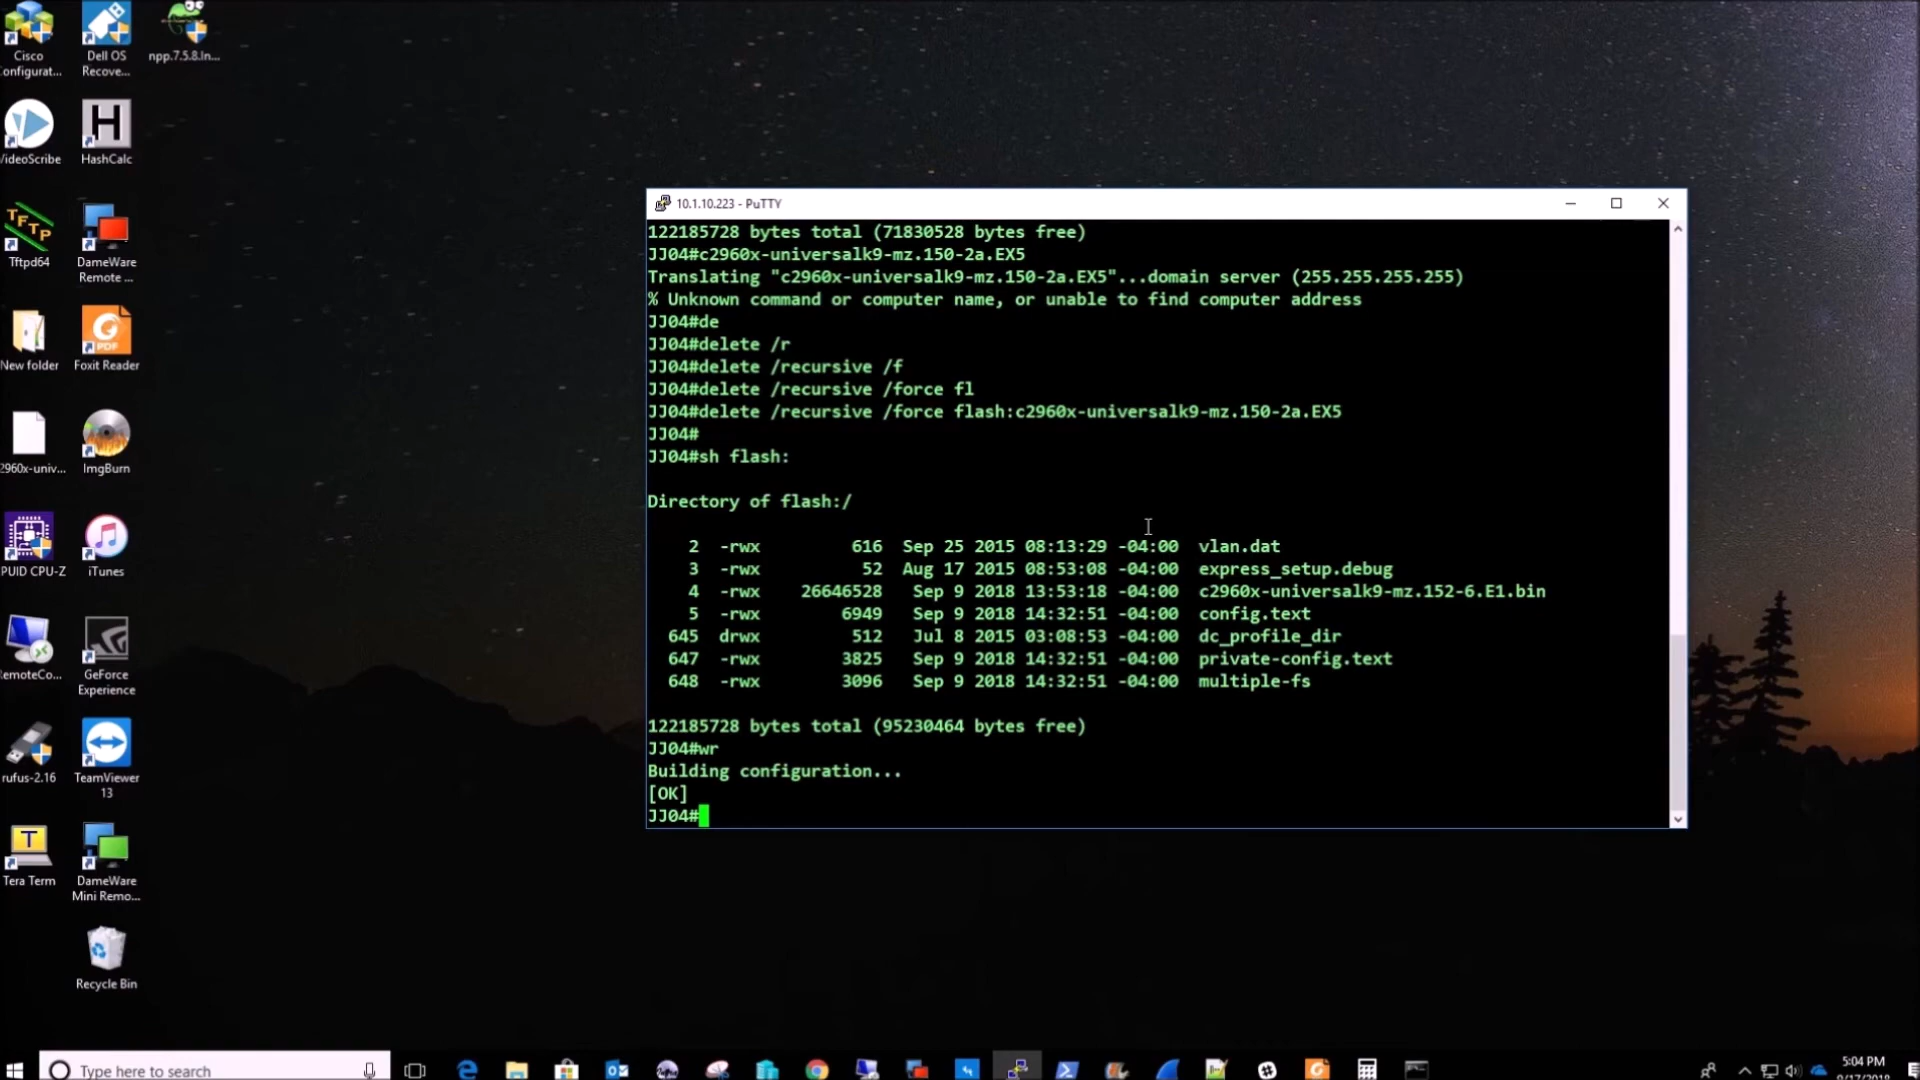 Cisco
onfigurat...
Dell OS
Recove...
npp.7.5.8.In...
VideoScribe
HashCalc
Tftpd64
DameWare
Remote ...
New folder
Foxit Reader
2960x-univ...
ImgBurn
PUID CPU-Z
iTunes
RemoteCo...
GeForce
Experience
rufus-2.16
TeamViewer
13
Tera Term
DameWare
Mini Remo...
Recycle Bin
10.1.10.223 - PuTTY
122185728 bytes total (71830528 bytes free)
JJ04#c2960x-universalk9-mz.150-2a.EX5
Translating "c2960x-universalk9-mz.150-2a.EX5"...domain server (255.255.255.255)
% Unknown command or computer name, or unable to find computer address
JJ04#de
JJ04#delete /r
JJ04#delete /recursive /f
JJ04#delete /recursive /force fl
JJ04#delete /recursive /force flash:c2960x-universalk9-mz.150-2a.EX5
JJ04#
JJ04#sh flash:
Directory of flash:/
2 -rwx 616 Sep 25 2015 08:13:29 -04:00 vlan.dat
3 -rwx 52 Aug 17 2015 08:53:08 -04:00 express_setup.debug
4 -rwx 26646528 Sep 9 2018 13:53:18 -04:00 c2960x-universalk9-mz.152-6.E1.bin
5 -rwx 6949 Sep 9 2018 14:32:51 -04:00 config.text
645 drwx 512 Jul 8 2015 03:08:53 -04:00 dc_profile_dir
647 -rwx 3825 Sep 9 2018 14:32:51 -04:00 private-config.text
648 -rwx 3096 Sep 9 2018 14:32:51 -04:00 multiple-fs
122185728 bytes total (95230464 bytes free)
JJ04#wr
Building configuration...
[OK]
JJ04#
Type here to search
5:04 PM
9/17/2018